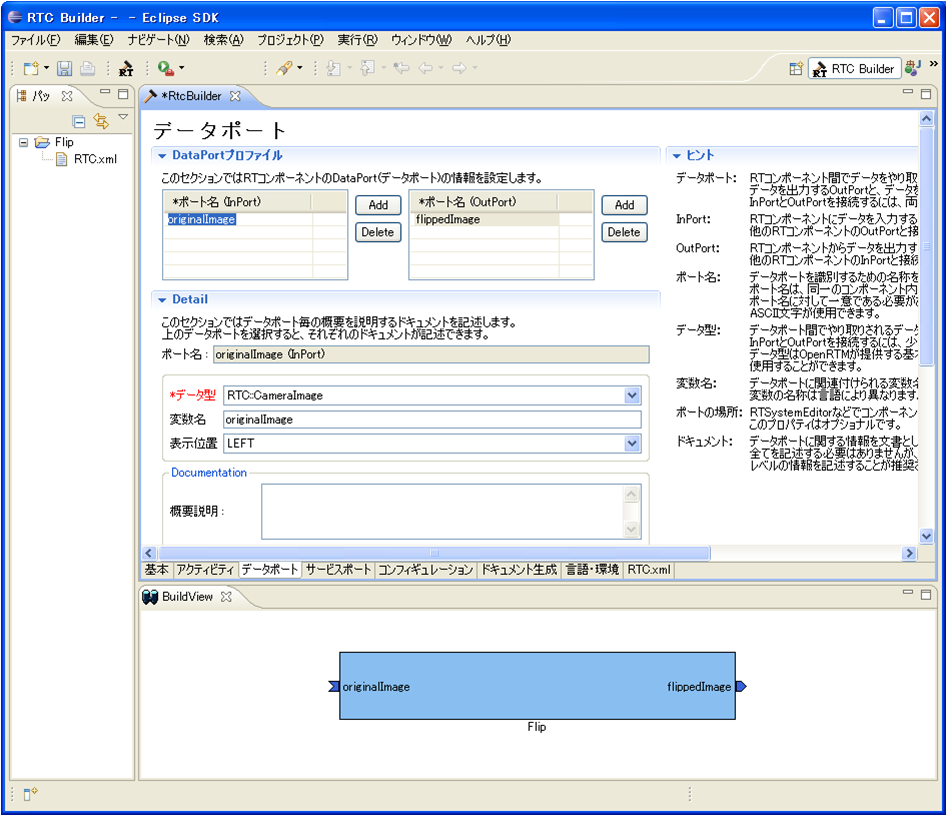 RTC Builder - - Eclipse SDK
ファイル(F) 編集(E) ナビゲート(N) 検索(A) プロジェクト(P) 実行(R) ウィンドウ(W) ヘルプ(H)
RTC Builder
パッ
*RtcBuilder
Flip
RTC.xml
データポート
DataPortプロファイル
このセクションではRTコンポーネントのDataPort(データポート)の情報を設定します。
*ポート名 (InPort)
originalImage
Add
Delete
*ポート名 (OutPort)
flippedImage
Add
Delete
Detail
このセクションではデータポート毎の概要を説明するドキュメントを記述します。
上のデータポートを選択すると、それぞれのドキュメントが記述できます。
ポート名: originalImage (InPort)
*データ型 RTC::CameraImage
変数名 originalImage
表示位置 LEFT
Documentation
概要説明:
ヒント
データポート: RTコンポーネント間でデータをやり取
データを出力するOutPortと、データを
InPortとOutPortを接続するには、両
InPort: RTコンポーネントにデータを入力する
他のRTコンポーネントのOutPortと接
OutPort: RTコンポーネントからデータを出力す
他のRTコンポーネントのInPortと接続
ポート名: データポートを識別するための名称を
ポート名は、同一のコンポーネント内
ポート名に対して一意である必要が
ASCII文字が使用できます。
データ型: データポート間でやり取りされるデー
InPortとOutPortを接続するには、少
データ型はOpenRTMが提供する基
使用することができます。
変数名: データポートに関連付けられる変数名
変数の名称は言語により異なります
ポートの場所: RTSystemEditorなどでコンポーネン
このプロパティはオプショナルです。
ドキュメント: データポートに関する情報を文書とし
全てを記述する必要はありませんが、
レベルの情報を記述することが推奨
基本 アクティビティ データポート サービスポート コンフィギュレーション ドキュメント生成 言語・環境 RTC.xml
BuildView
originalImage flippedImage
Flip